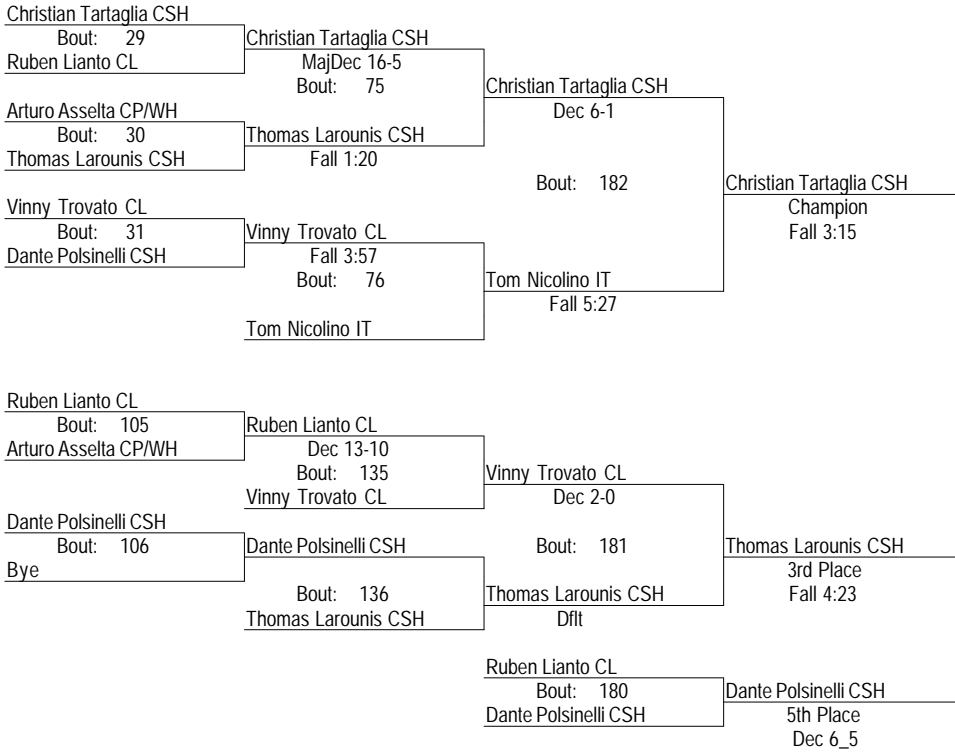 Christian Tartaglia CSH
Bout: 29
Ruben Lianto CL
Christian Tartaglia CSH
MajDec 16-5
Bout: 75
Arturo Asselta CP/WH
Bout: 30
Thomas Larounis CSH
Thomas Larounis CSH
Fall 1:20
Christian Tartaglia CSH
Dec 6-1
Bout: 182
Vinny Trovato CL
Bout: 31
Dante Polsinelli CSH
Vinny Trovato CL
Fall 3:57
Bout: 76
Tom Nicolino IT
Tom Nicolino IT
Fall 5:27
Christian Tartaglia CSH
Champion
Fall 3:15
Ruben Lianto CL
Bout: 105
Arturo Asselta CP/WH
Ruben Lianto CL
Dec 13-10
Bout: 135
Vinny Trovato CL
Vinny Trovato CL
Dec 2-0
Dante Polsinelli CSH
Bout: 106
Bye
Dante Polsinelli CSH
Bout: 136
Thomas Larounis CSH
Bout: 181
Thomas Larounis CSH
Dflt
Thomas Larounis CSH
3rd Place
Fall 4:23
Ruben Lianto CL
Bout: 180
Dante Polsinelli CSH
Dante Polsinelli CSH
5th Place
Dec 6_5